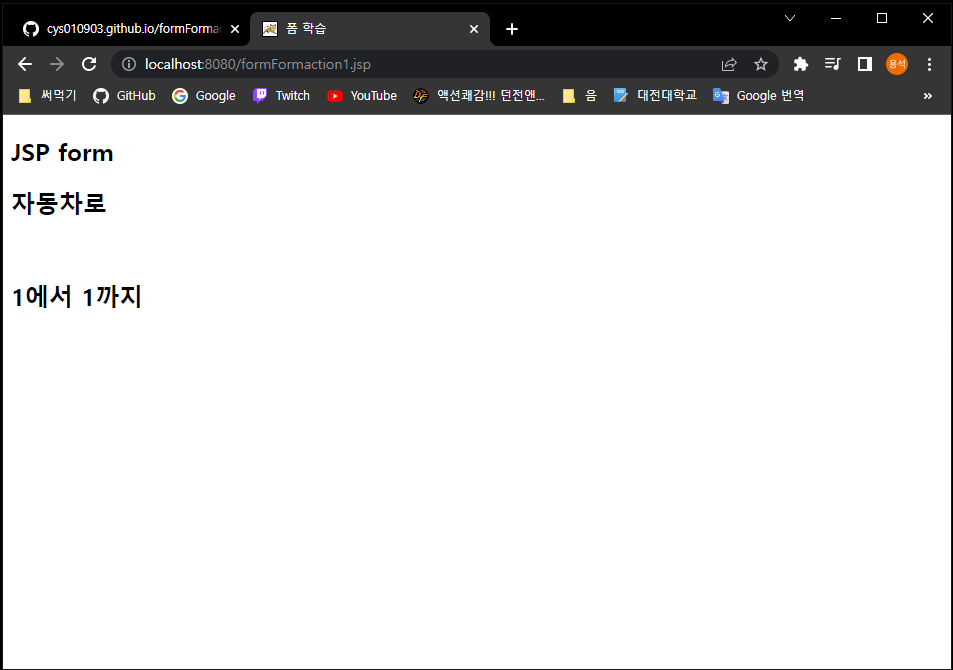 cys010903.github.io/formFormac
폼 학습
localhost:8080/formFormaction1.jsp
용석
써먹기 GitHub Google Twitch YouTube 액션쾌감!!! 던전앤... 음 대전대학교 Google 번역 »
JSP form
자동차로
1에서 1까지